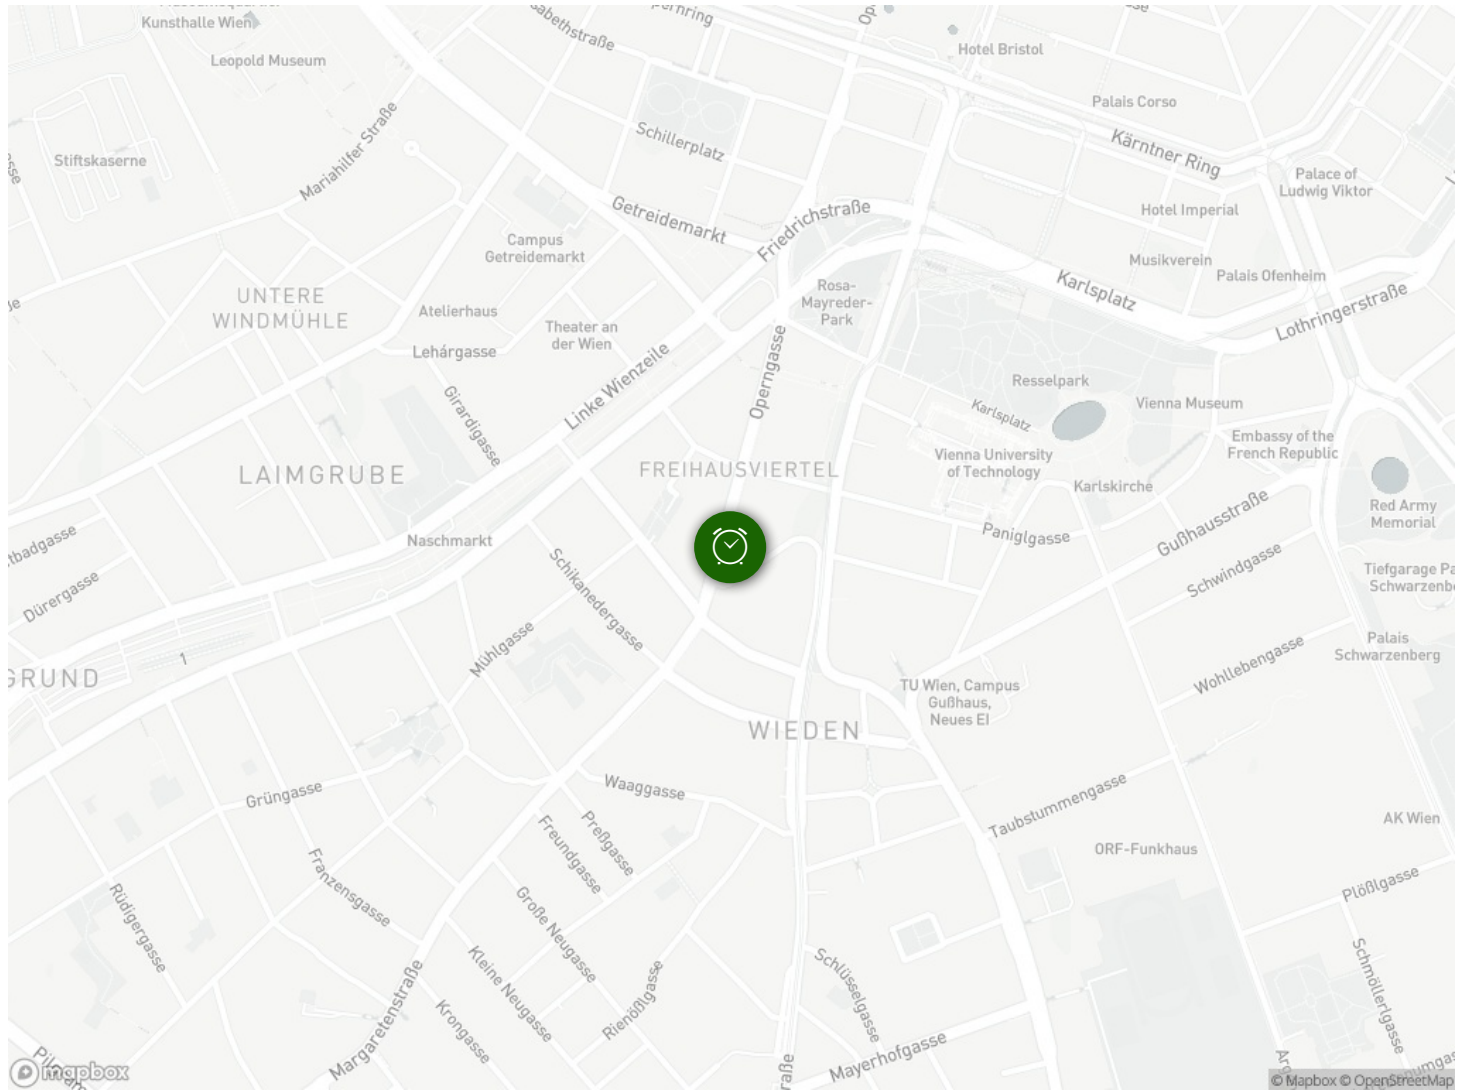 Kunsthalle Wien
Leopold Museum
Hotel Bristol
Palais Corso
Schillerplatz
Kärntner Ring
Stiftskaserne
Mariahilfer Straße
Palace of
Ludwig Viktor
Getreidemarkt
Friedrichstraße
Hotel Imperial
Campus
Getreidemarkt
Musikverein
Palais Ofenheim
UNTERE
WINDMÜHLE
Rosa-
Mayreder-
Park
Karlsplatz
Lothringerstraße
Atelierhaus
Theater an
der Wien
Lehárgasse
Linke Wienzeile
Operngasse
Resselpark
Girardigasse
Karlsplatz
Vienna Museum
Embassy of the
French Republic
Vienna University
of Technology
LAIMGRUBE
FREIHAUSVIERTEL
Karlskirche
Red Army
Memorial
Naschmarkt
Paniglgasse
Gußhausstraße
tbadgasse
Dürergasse
Schikanedergasse
Schwindgasse
Tiefgarage Pa
Schwarzenb
Mühlgasse
1
Palais
Schwarzenberg
GRUND
Wohllebengasse
TU Wien, Campus
Gußhaus,
Neues EI
WIEDEN
Grüngasse
Waaggasse
Taubstummengasse
Preßgasse
Freundgasse
AK Wien
ORF-Funkhaus
Franzensgasse
Plößlgasse
Rüdigergasse
Große Neugasse
Kleine Neugasse
Schlüsselgasse
Schmöllerlgasse
Rienößlgasse
Krongasse
Margaretenstraße
Mayerhofgasse
mapbox
© Mapbox © OpenStreetMap